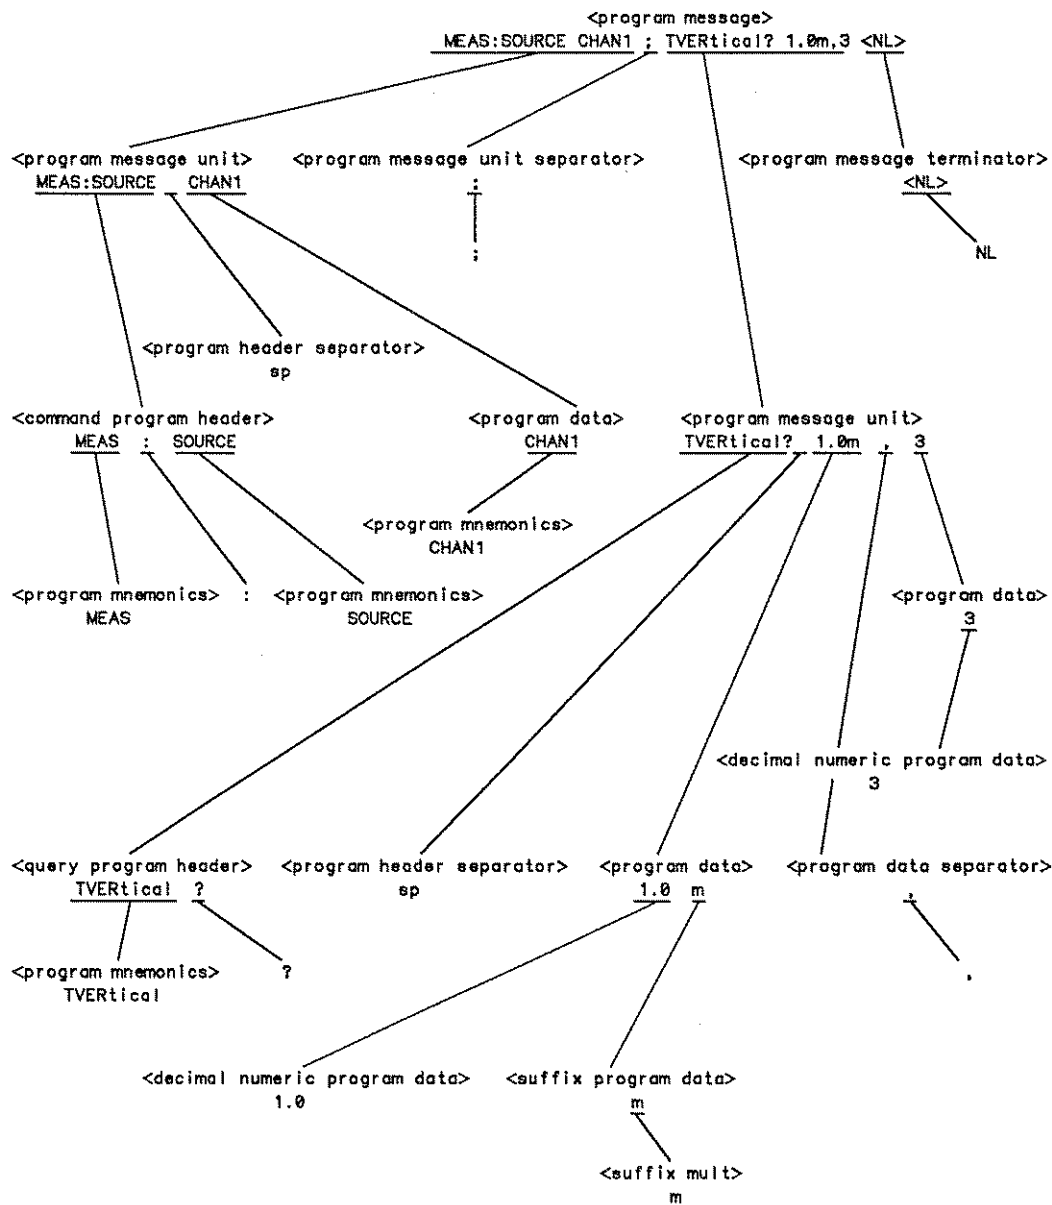 <program message>
MEAS:SOURCE CHAN1 ; TVERtical? 1.0m,3 <NL>
<program message unit> <program message unit separator> <program message terminator>
MEAS:SOURCE CHAN1 ; <NL>
;
NL
<program header separator>
sp
<command program header> <program data> <program message unit>
MEAS : SOURCE CHAN1 TVERtical? 1.0m , 3
<program mnemonics>
CHAN1
<program mnemonics> : <program mnemonics> <program data>
MEAS SOURCE 3
<decimal numeric program data>
3
<query program header> <program header separator> <program data> <program data separator>
TVERtical ? sp 1.0 m ,
<program mnemonics> ? ,
TVERtical
<decimal numeric program data> <suffix program data>
1.0 m
<suffix mult>
m